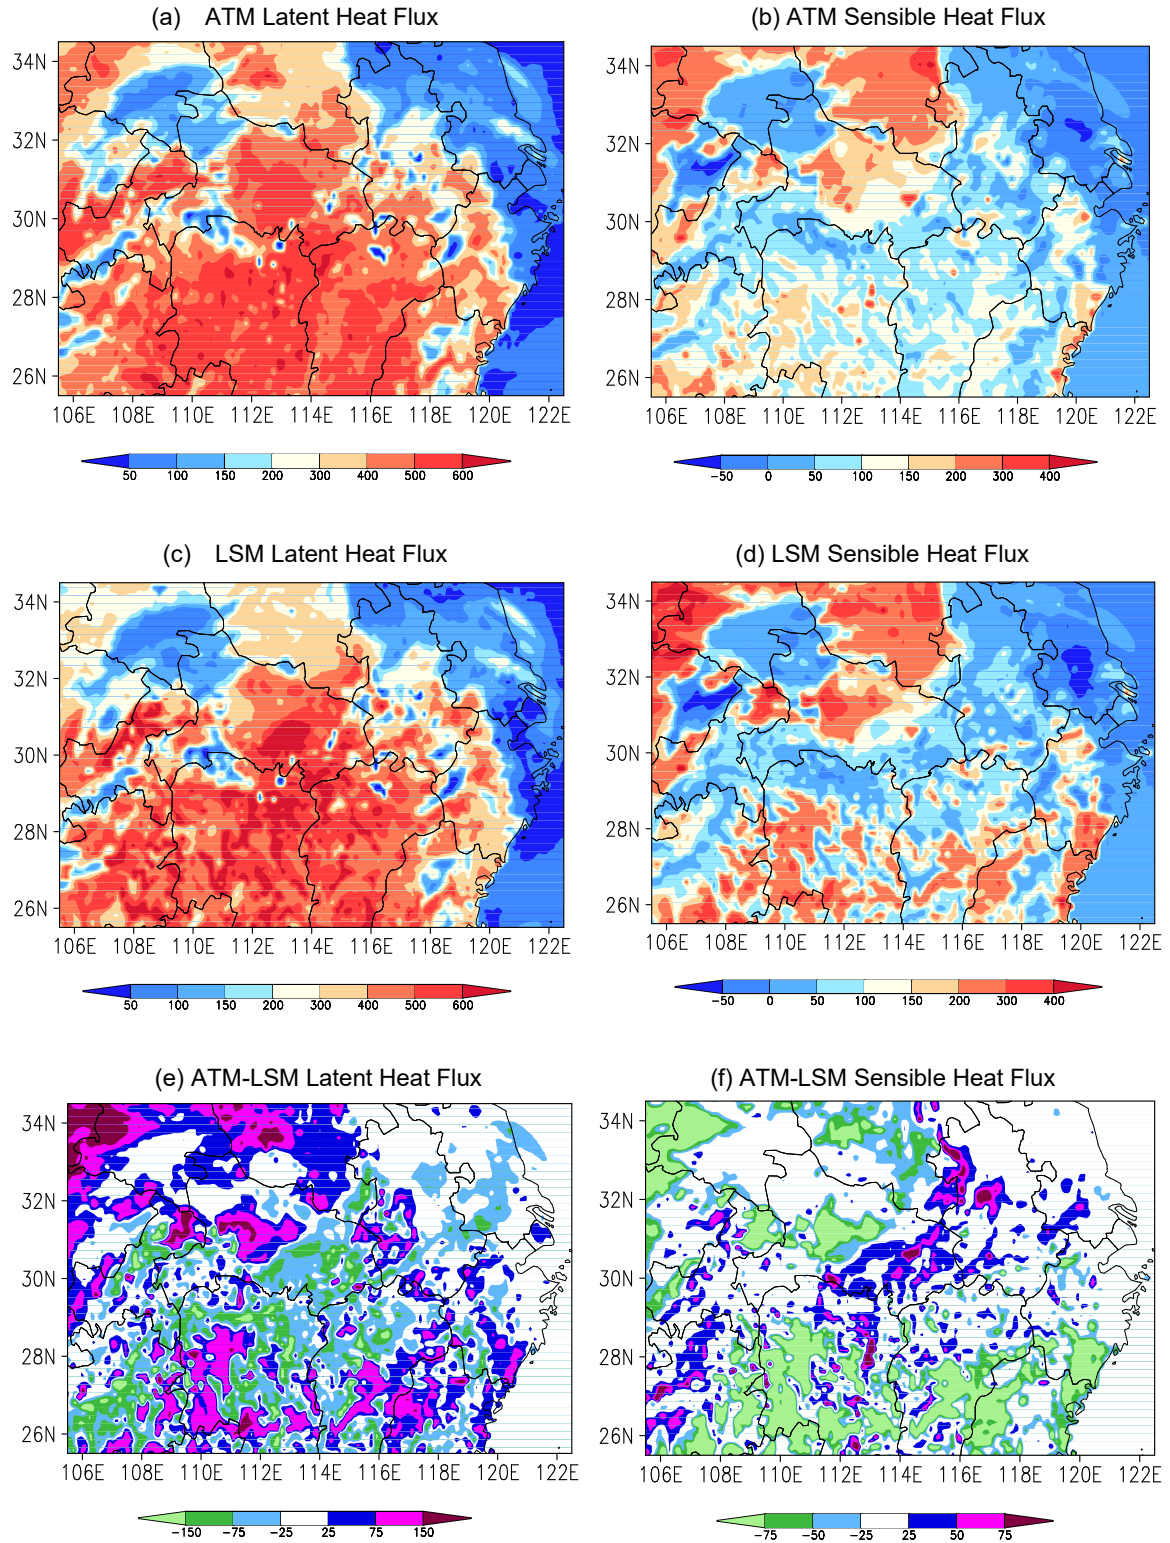 (a) ATM Latent Heat Flux
(b) ATM Sensible Heat Flux
34N
32N
30N
28N
26N
106E 108E 110E 112E 114E 116E 118E 120E 122E
50 100 150 200 300 400 500 600
34N
32N
30N
28N
26N
106E 108E 110E 112E 114E 116E 118E 120E 122E
-50 0 50 100 150 200 300 400
(c) LSM Latent Heat Flux
(d) LSM Sensible Heat Flux
34N
32N
30N
28N
26N
106E 108E 110E 112E 114E 116E 118E 120E 122E
50 100 150 200 300 400 500 600
34N
32N
30N
28N
26N
106E 108E 110E 112E 114E 116E 118E 120E 122E
-50 0 50 100 150 200 300 400
(e) ATM-LSM Latent Heat Flux
(f) ATM-LSM Sensible Heat Flux
34N
32N
30N
28N
26N
106E 108E 110E 112E 114E 116E 118E 120E 122E
-150 -75 -25 25 75 150
34N
32N
30N
28N
26N
106E 108E 110E 112E 114E 116E 118E 120E 122E
-75 -50 -25 25 50 75